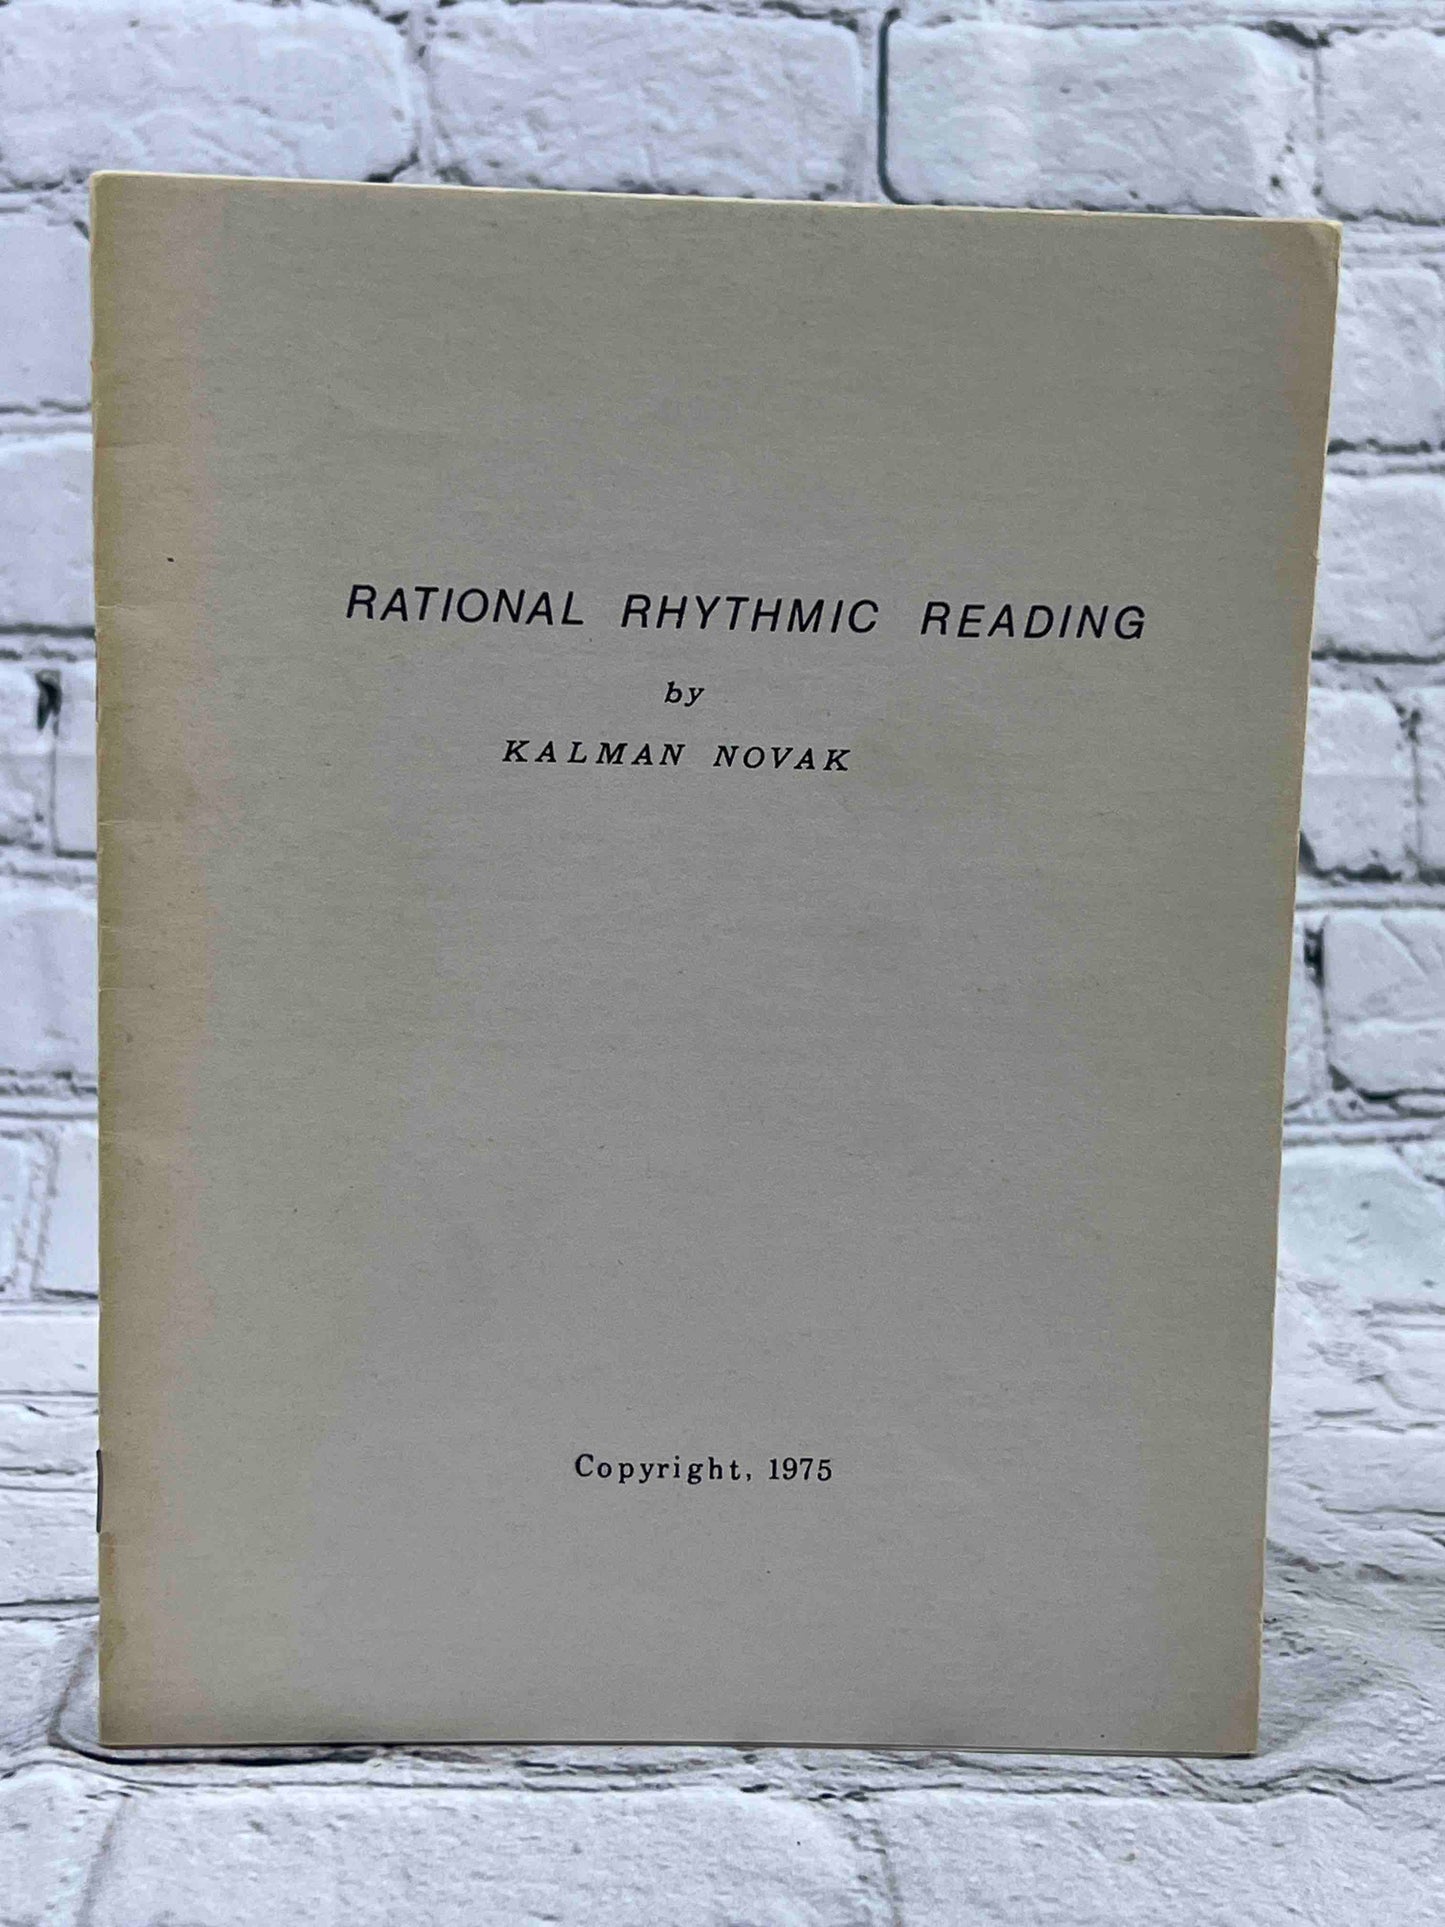 RATIONAL RHYTHMIC READING
by
KALMAN NOVAK
Copyright, 1975